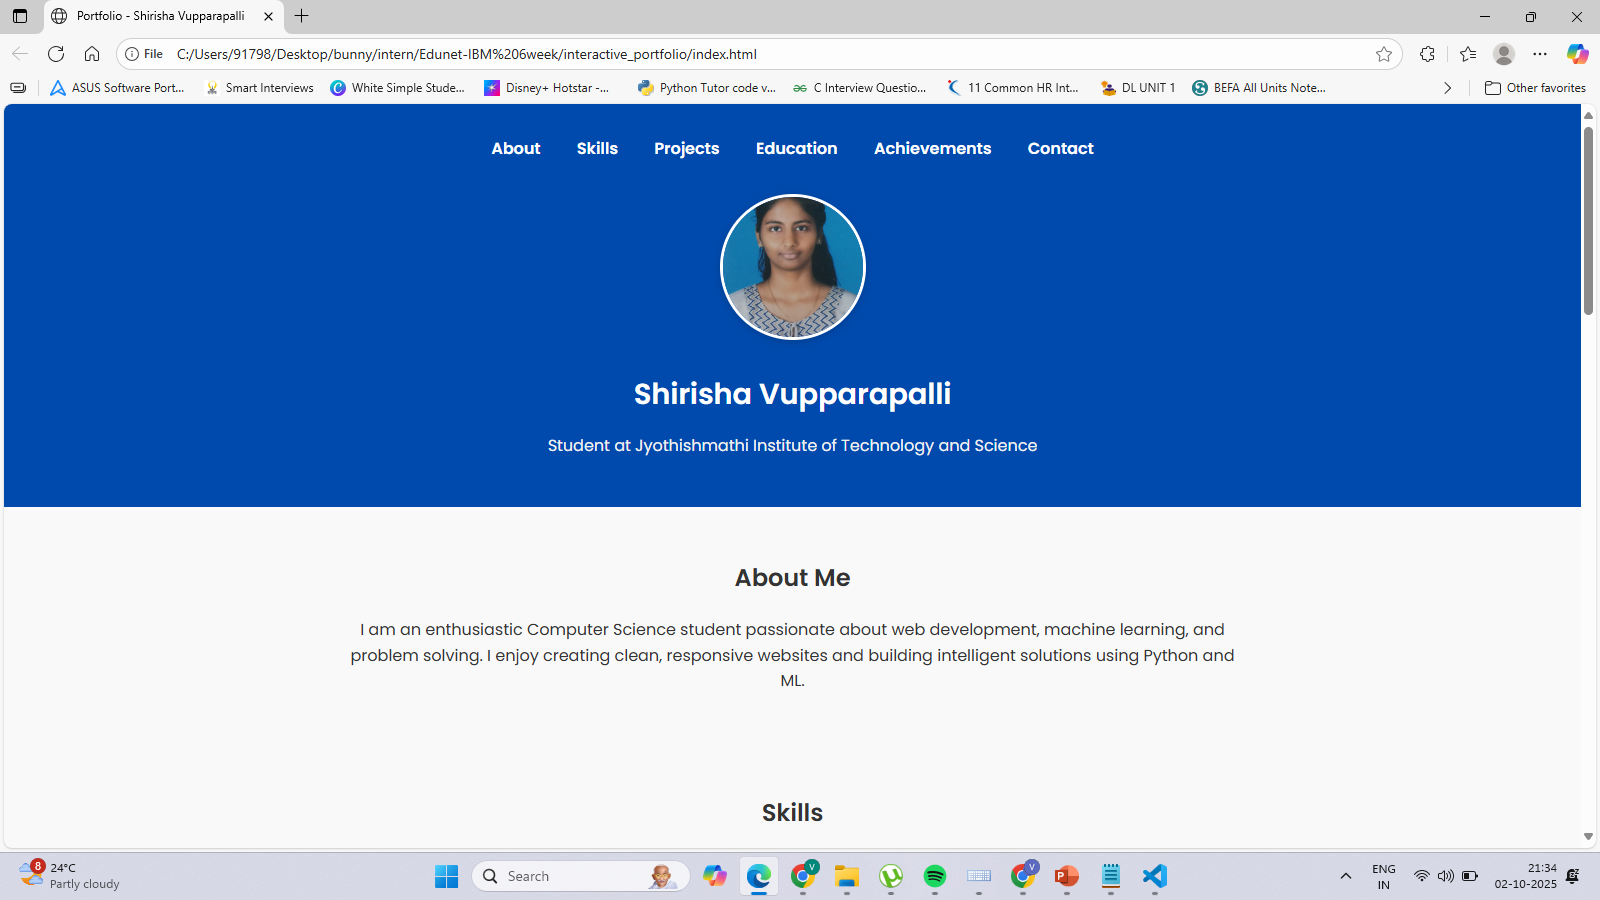 Portfolio - Shirisha Vupparapalli
File C:/Users/91798/Desktop/bunny/intern/Edunet-IBM%206week/interactive_portfolio/index.html
ASUS Software Port... Smart Interviews White Simple Stude... Disney+ Hotstar -... Python Tutor code v... C Interview Questio... 11 Common HR Int... DL UNIT 1 BEFA All Units Note... Other favorites
About Skills Projects Education Achievements Contact
Shirisha Vupparapalli
Student at Jyothishmathi Institute of Technology and Science
About Me
I am an enthusiastic Computer Science student passionate about web development, machine learning, and
problem solving. I enjoy creating clean, responsive websites and building intelligent solutions using Python and
ML.
Skills
8
24°C
Partly cloudy
Search
V
V
ENG
IN
21:34
02-10-2025